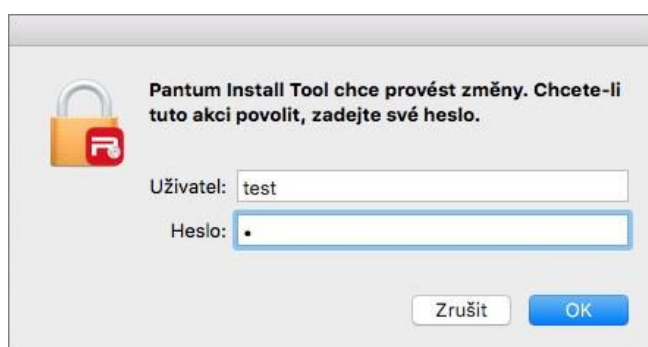 Pantum Install Tool chce provést změny. Chcete-li
tuto akci povolit, zadejte své heslo.
Uživatel: test
Heslo: •
Zrušit OK